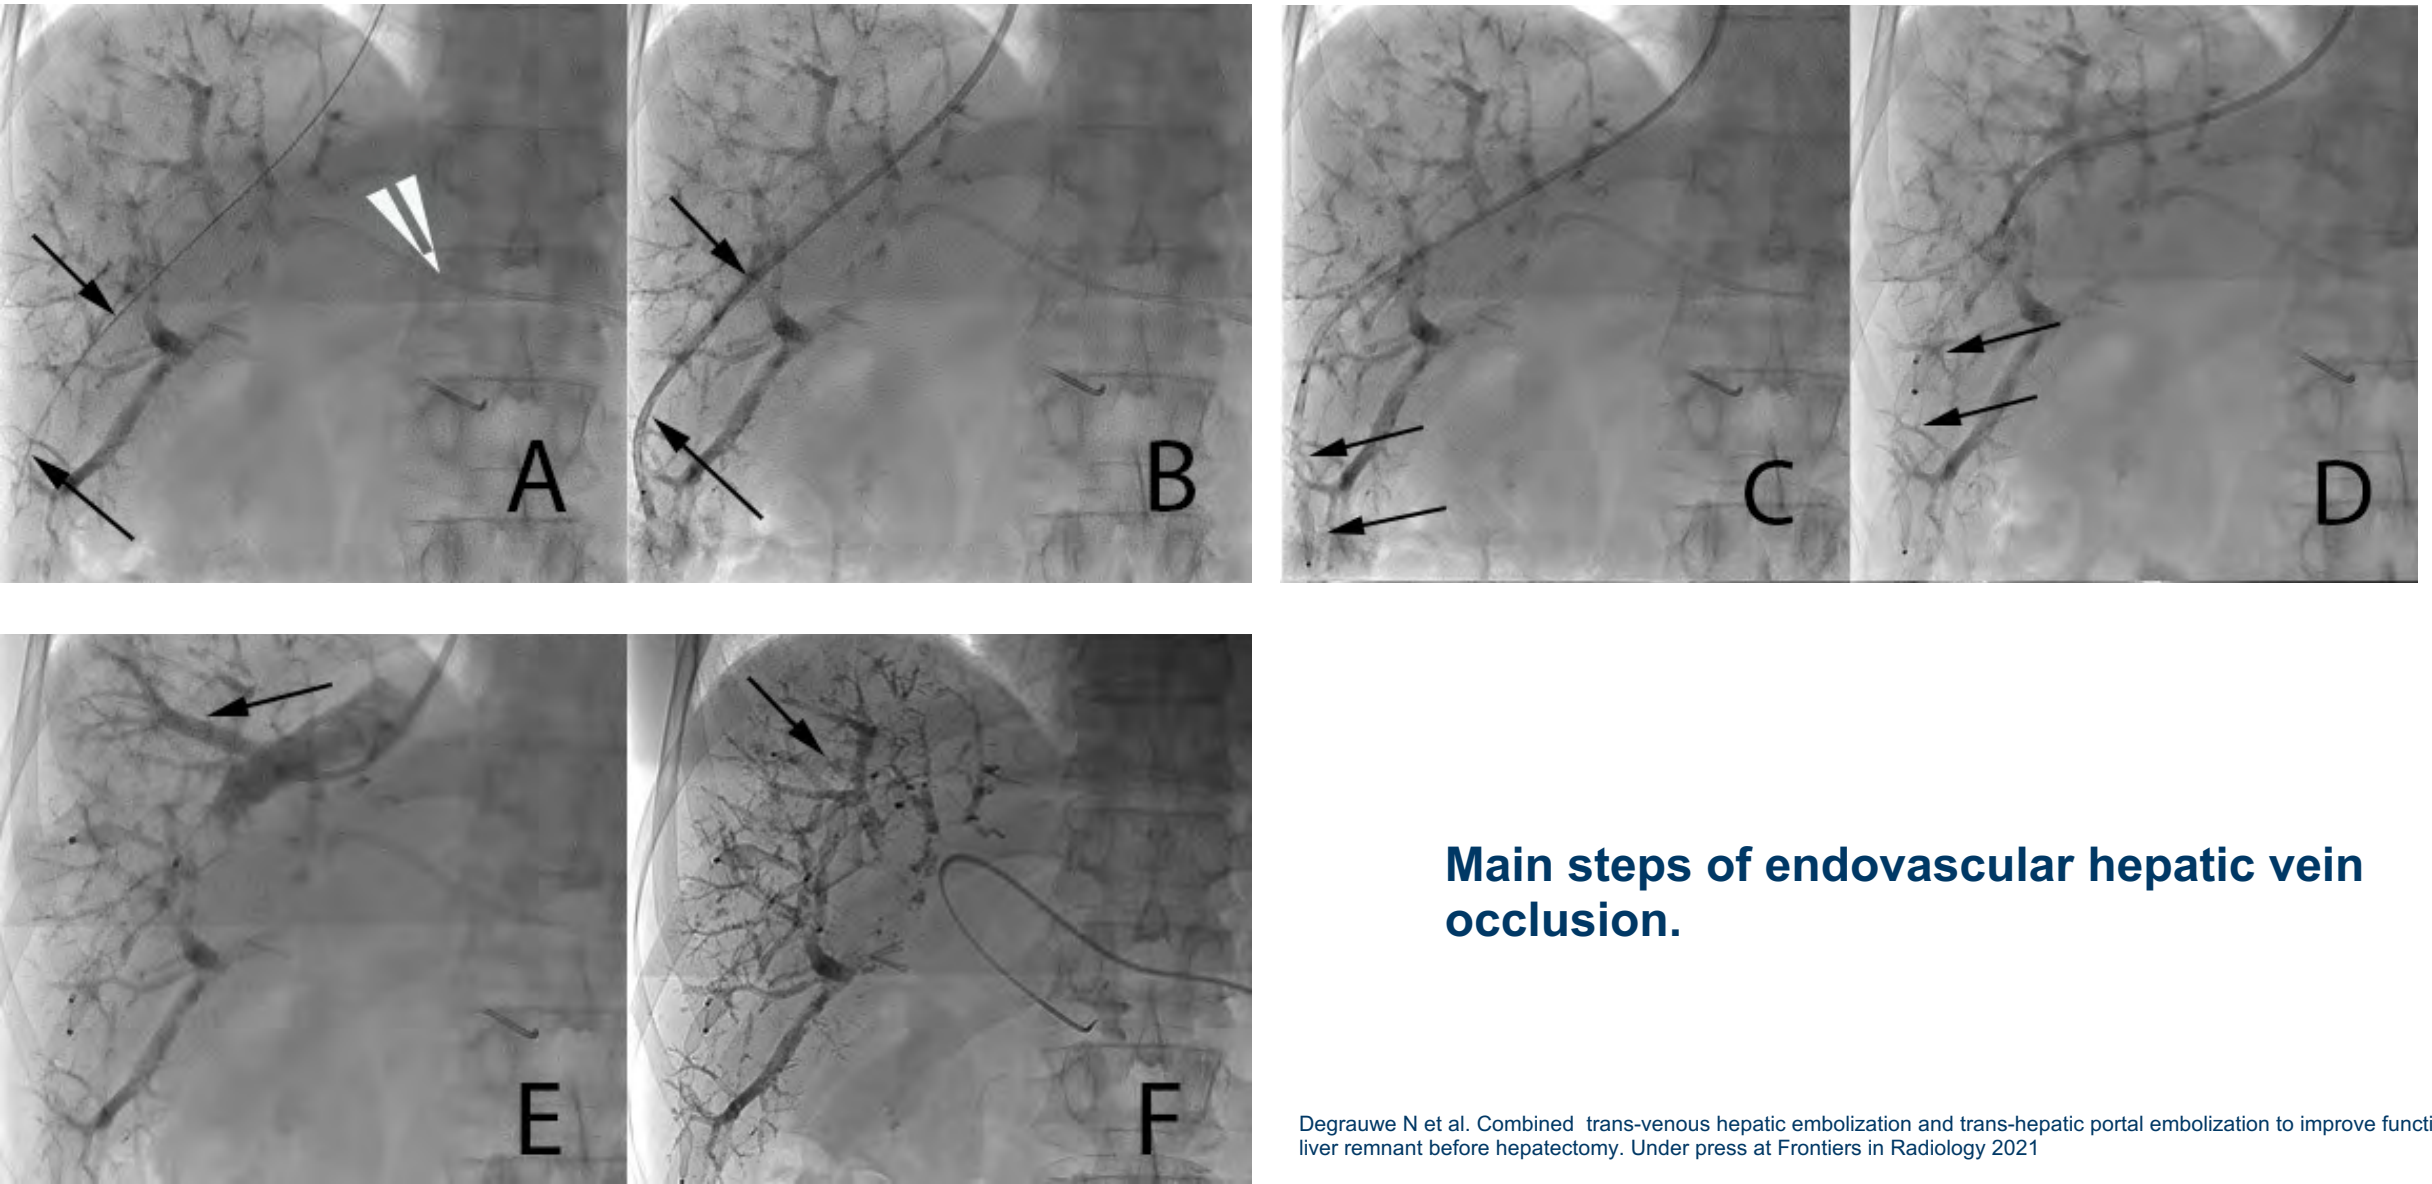 A
B
C
D
E
F
Main steps of endovascular hepatic vein
occlusion.
Degrauwe N et al. Combined trans-venous hepatic embolization and trans-hepatic portal embolization to improve functi
liver remnant before hepatectomy. Under press at Frontiers in Radiology 2021